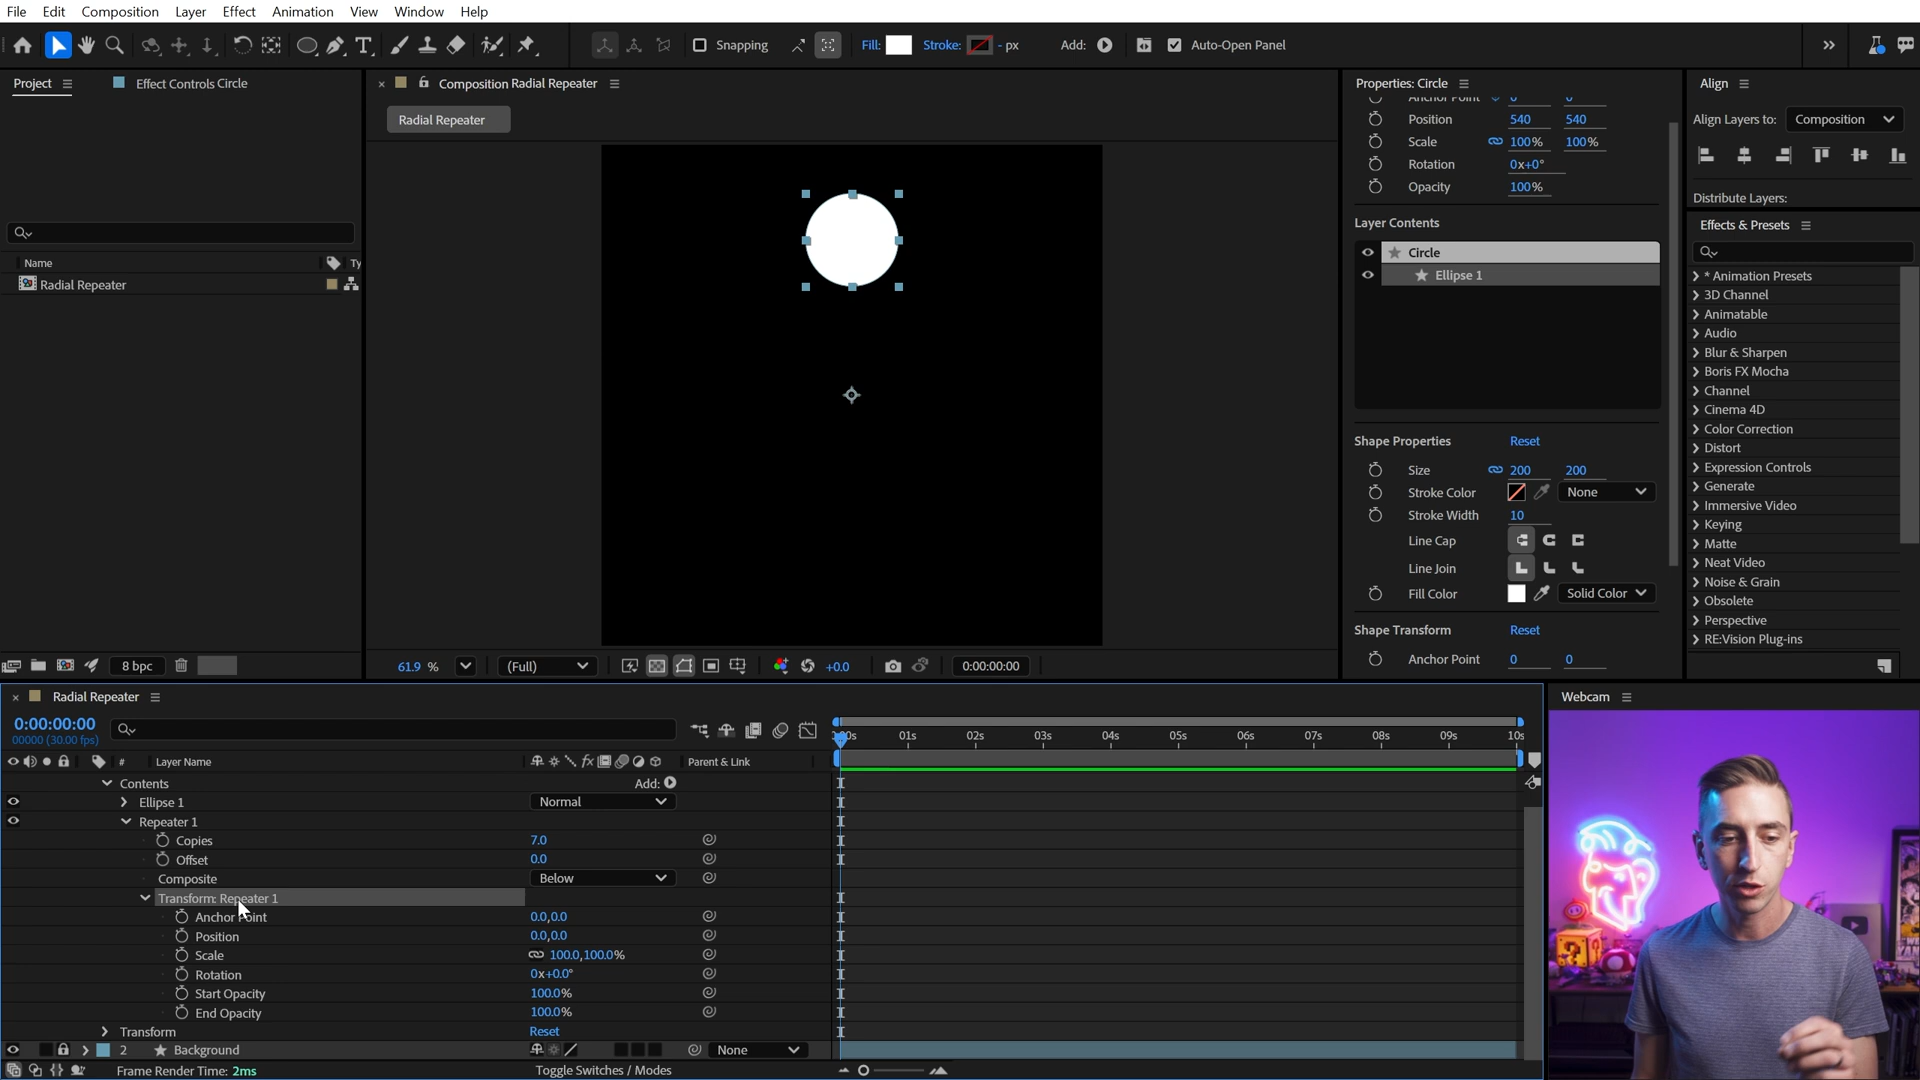 File Edit Composition Layer Effect Animation View Window Help
Snapping Fill: Stroke: - px Add: Auto-Open Panel
Project Effect Controls Circle
Name Ty
Radial Repeater
8 bpc
Composition Radial Repeater
Radial Repeater
61.9 % (Full) +0.0 0:00:00:00
Properties: Circle
Anchor Point 0 0
Position 540 540
Scale 100% 100%
Rotation 0x+0°
Opacity 100%
Layer Contents
Circle
Ellipse 1
Shape Properties Reset
Size 200 200
Stroke Color None
Stroke Width 10
Line Cap
Line Join
Fill Color Solid Color
Shape Transform Reset
Anchor Point 0 0
Align
Align Layers to: Composition
Distribute Layers:
Effects & Presets
* Animation Presets
3D Channel
Animatable
Audio
Blur & Sharpen
Boris FX Mocha
Channel
Cinema 4D
Color Correction
Distort
Expression Controls
Generate
Immersive Video
Keying
Matte
Neat Video
Noise & Grain
Obsolete
Perspective
RE:Vision Plug-ins
Radial Repeater
0:00:00:00
00000 (30.00 fps)
:00s 01s 02s 03s 04s 05s 06s 07s 08s 09s 10s
# Layer Name Parent & Link
Contents Add:
Ellipse 1 Normal
Repeater 1
Copies 7.0
Offset 0.0
Composite Below
Transform: Repeater 1
Anchor Point 0.0,0.0
Position 0.0,0.0
Scale 100.0,100.0%
Rotation 0x+0.0°
Start Opacity 100.0%
End Opacity 100.0%
Transform Reset
2 Background None
Frame Render Time: 2ms Toggle Switches / Modes
Webcam